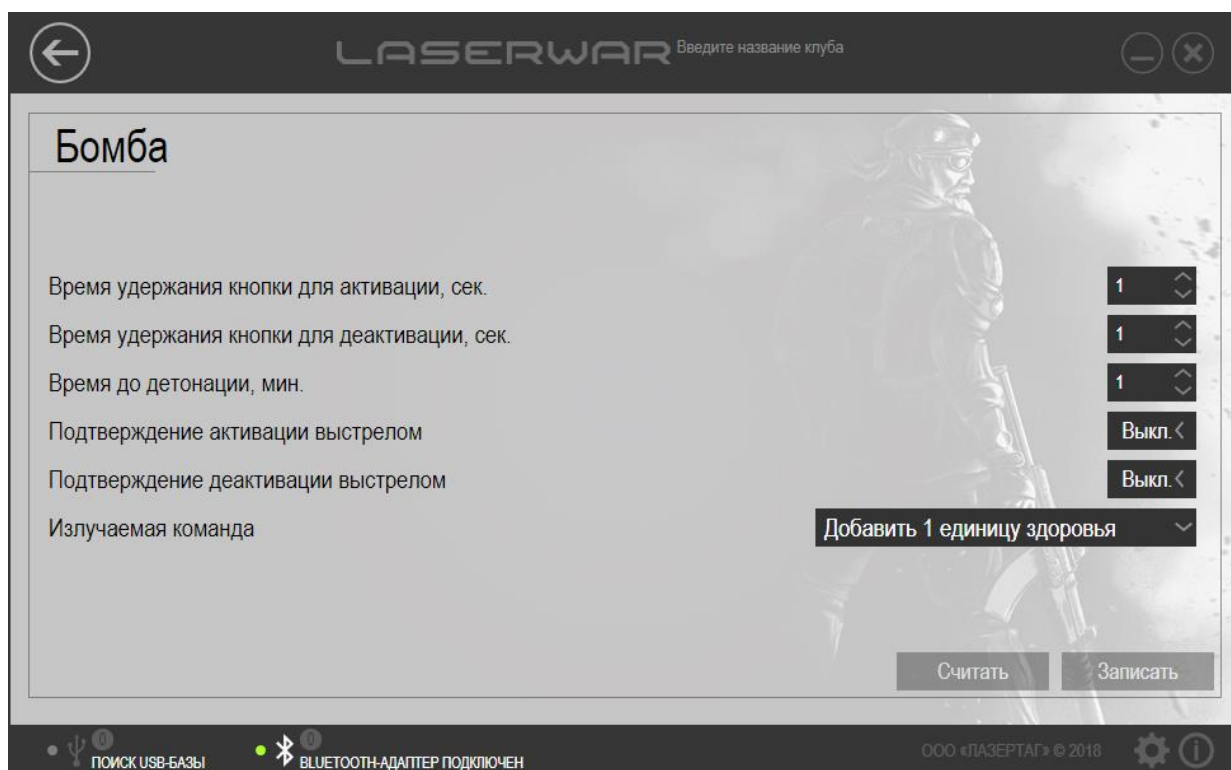 LASERWAR Введите название клуба
Бомба
Время удержания кнопки для активации, сек. 1
Время удержания кнопки для деактивации, сек. 1
Время до детонации, мин. 1
Подтверждение активации выстрелом Выкл.
Подтверждение деактивации выстрелом Выкл.
Излучаемая команда Добавить 1 единицу здоровья
Считать Записать
0 0
ПОИСК USB-БАЗЫ BLUETOOTH-АДАПТЕР ПОДКЛЮЧЕН ООО «ЛАЗЕРТАГ» © 2018